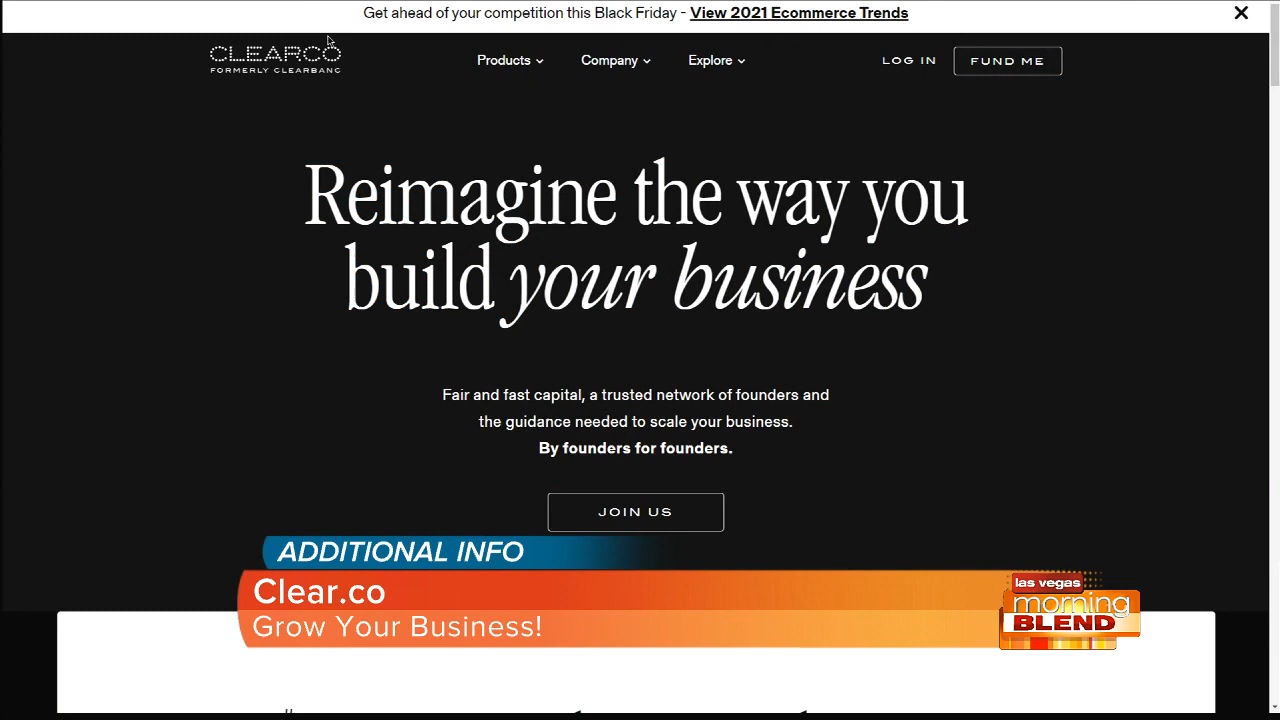 Get ahead of your competition this Black Friday - View 2021 Ecommerce Trends
CLEARCO
FORMERLY CLEARBANC
Products
Company
Explore
LOG IN
FUND ME
Reimagine the way you
build your business
Fair and fast capital, a trusted network of founders and
the guidance needed to scale your business.
By founders for founders.
JOIN US
ADDITIONAL INFO
Clear.co
Grow Your Business!
las vegas
morning
BLEND